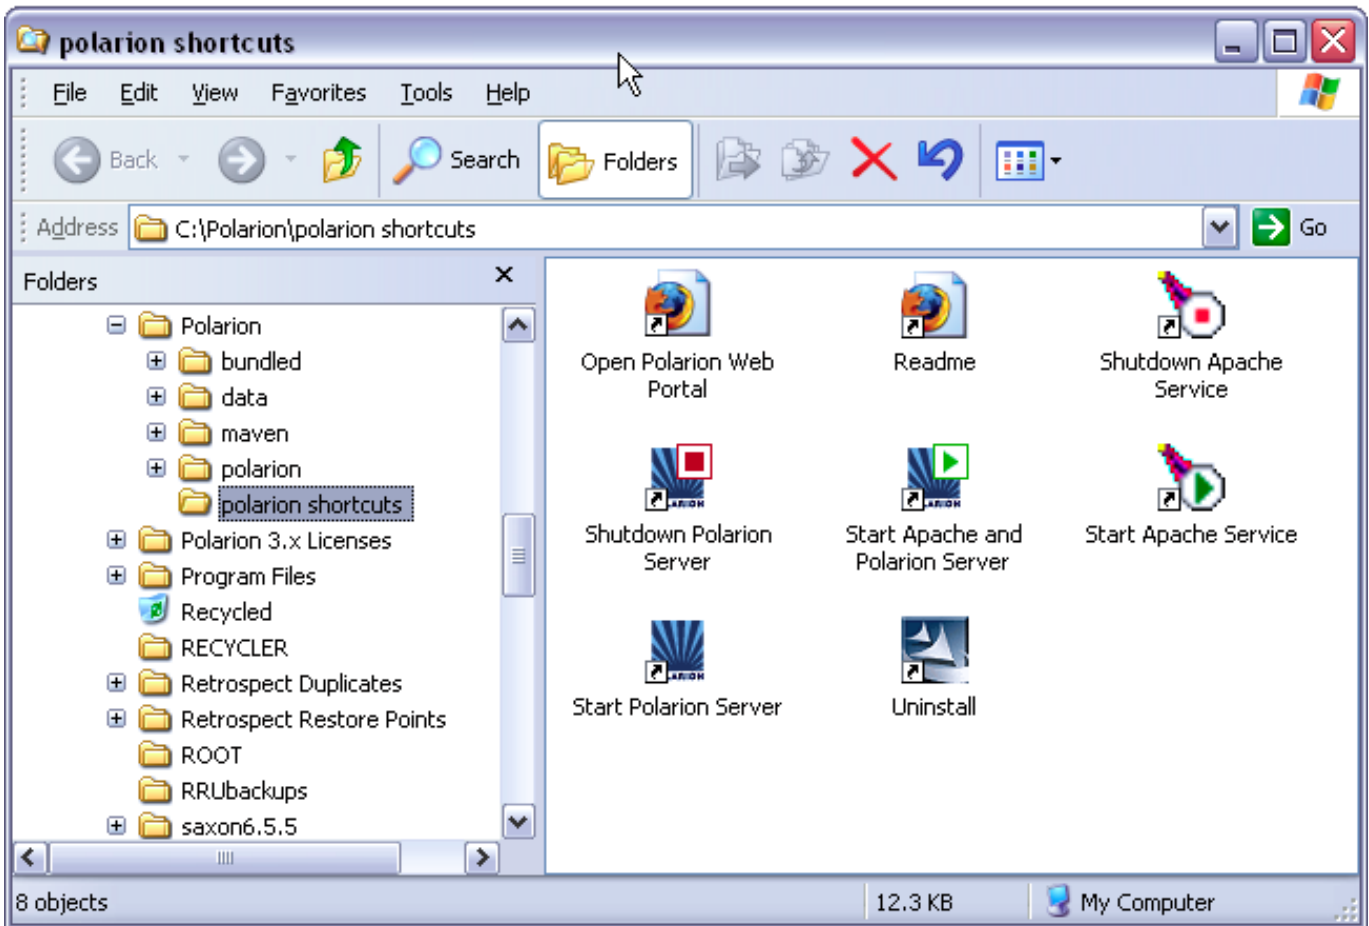 polarion shortcuts
File Edit View Favorites Tools Help
Back Search Folders
Address C:\Polarion\polarion shortcuts Go
Folders
Polarion
bundled
data
maven
polarion
polarion shortcuts
Polarion 3.x Licenses
Program Files
Recycled
RECYCLER
Retrospect Duplicates
Retrospect Restore Points
ROOT
RRUbackups
saxon6.5.5
Open Polarion Web
Portal
Readme
Shutdown Apache
Service
Shutdown Polarion
Server
Start Apache and
Polarion Server
Start Apache Service
Start Polarion Server
Uninstall
8 objects 12.3 KB My Computer